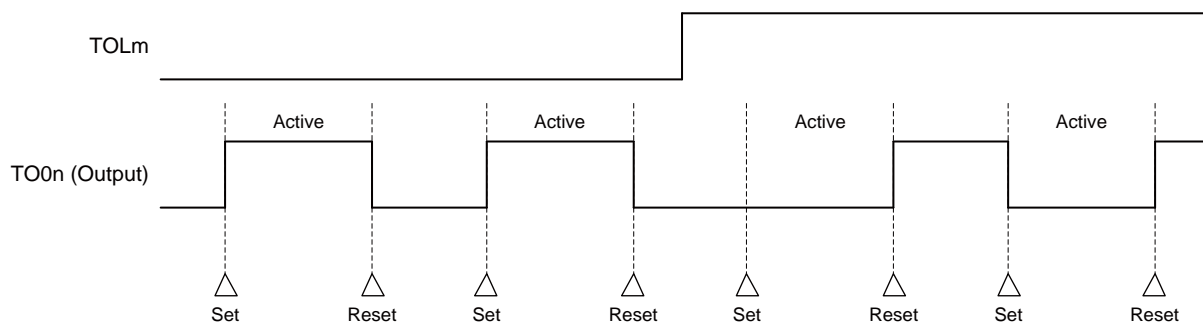 TOLm
Active Active Active Active
TO0n (Output)
Set Reset Set Reset Set Reset Set Reset